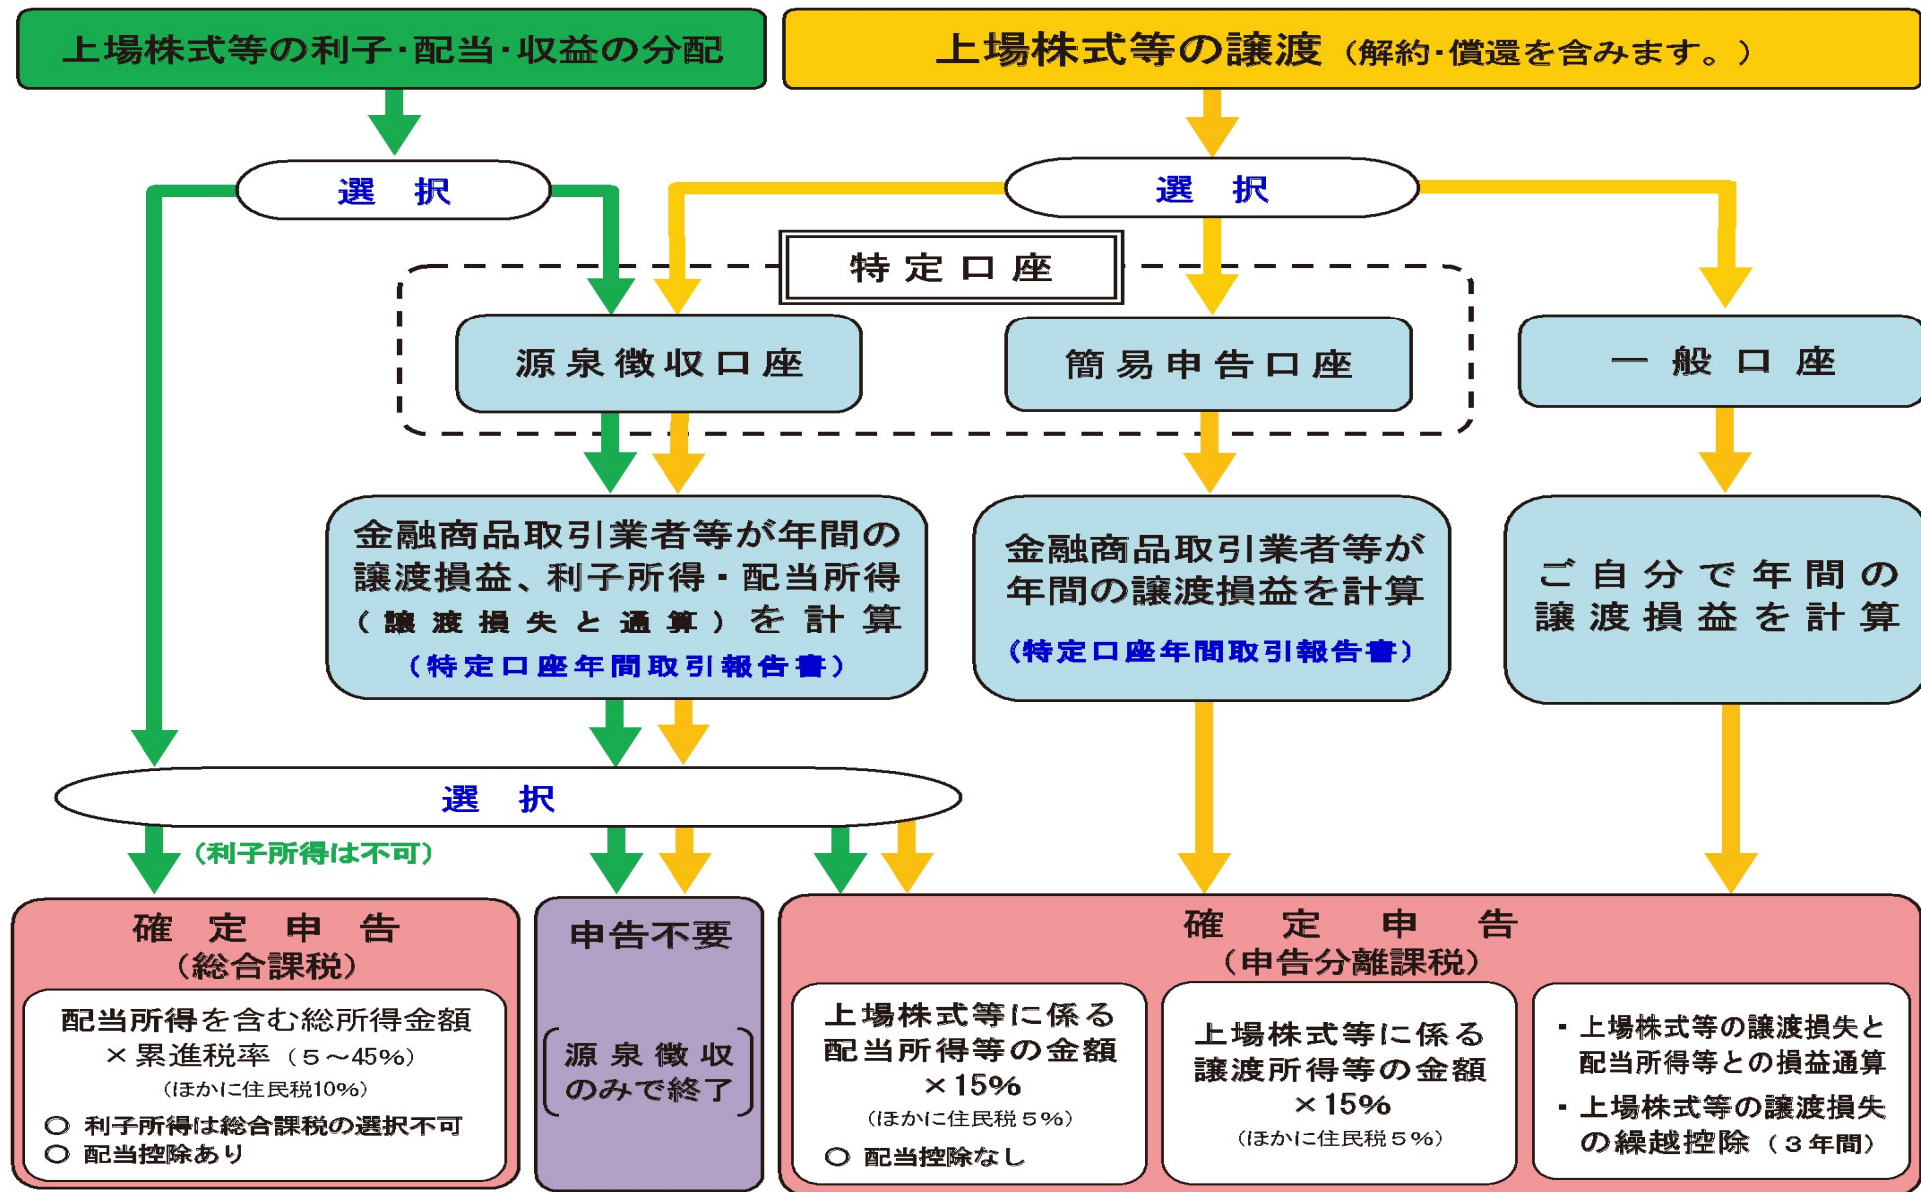 上場株式等の利子・配当・収益の分配
上場株式等の譲渡（解約・償還を含みます。）
選択
選択
特定口座
源泉徴収口座
簡易申告口座
一般口座
金融商品取引業者等が年間の
譲渡損益、利子所得・配当所得
（譲渡損失と通算）を計算
（特定口座年間取引報告書）
金融商品取引業者等が
年間の譲渡損益を計算
（特定口座年間取引報告書）
ご自分で年間の
譲渡損益を計算
選択
（利子所得は不可）
確定申告
（総合課税）
配当所得を含む総所得金額
×累進税率（５～45%）
（ほかに住民税10%）
○ 利子所得は総合課税の選択不可
○ 配当控除あり
申告不要
源泉徴収
のみで終了
確定申告
（申告分離課税）
上場株式等に係る
配当所得等の金額
×15%
（ほかに住民税５%）
○ 配当控除なし
上場株式等に係る
譲渡所得等の金額
×15%
（ほかに住民税５%）
・上場株式等の譲渡損失と
配当所得等との損益通算
・上場株式等の譲渡損失
の繰越控除（３年間）